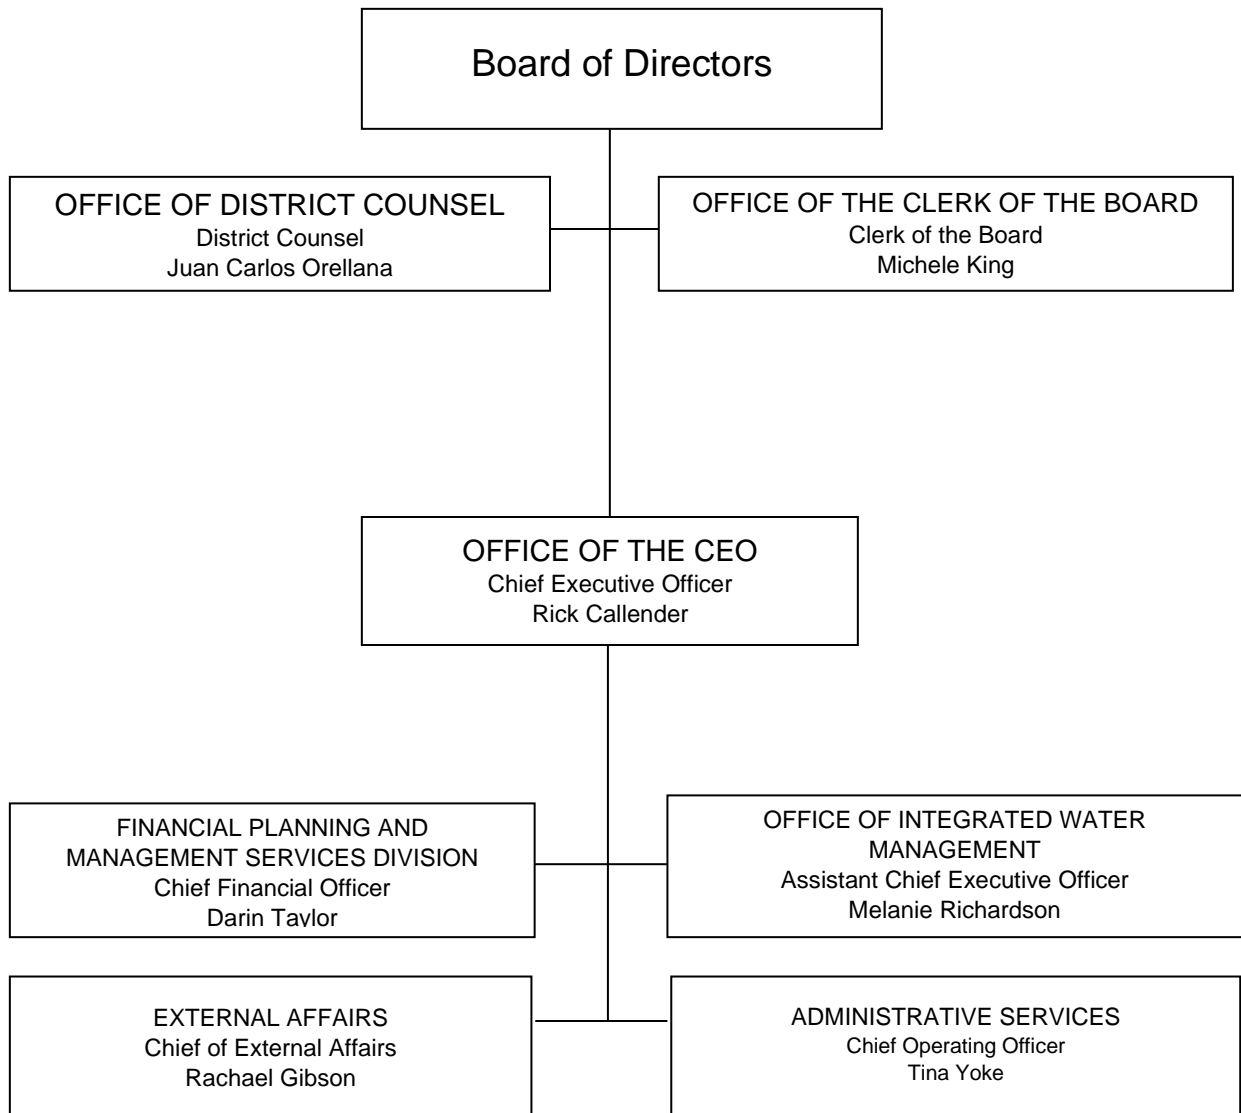 Board of Directors
OFFICE OF DISTRICT COUNSEL
District Counsel
Juan Carlos Orellana
OFFICE OF THE CLERK OF THE BOARD
Clerk of the Board
Michele King
OFFICE OF THE CEO
Chief Executive Officer
Rick Callender
FINANCIAL PLANNING AND
MANAGEMENT SERVICES DIVISION
Chief Financial Officer
Darin Taylor
OFFICE OF INTEGRATED WATER
MANAGEMENT
Assistant Chief Executive Officer
Melanie Richardson
EXTERNAL AFFAIRS
Chief of External Affairs
Rachael Gibson
ADMINISTRATIVE SERVICES
Chief Operating Officer
Tina Yoke